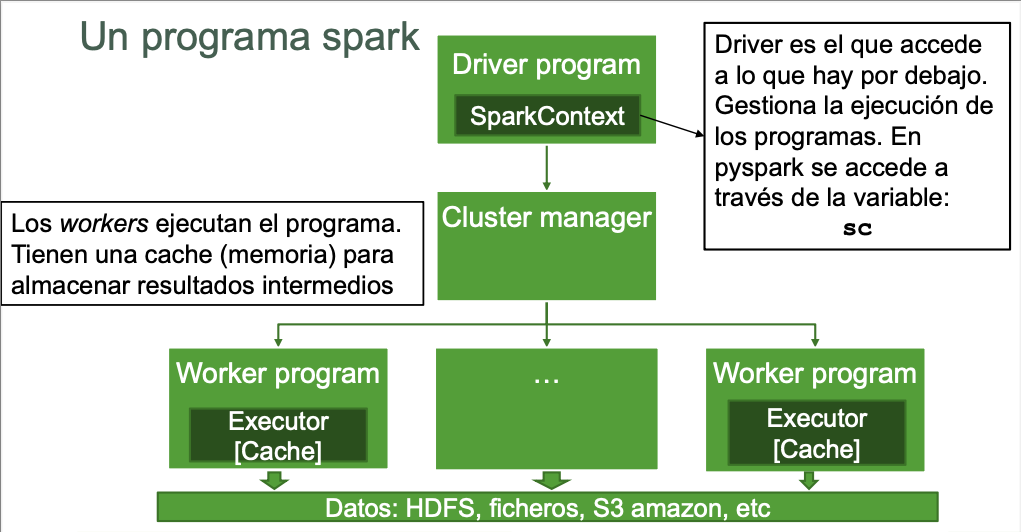 Un programa spark
Driver program
SparkContext
Driver es el que accede
a lo que hay por debajo.
Gestiona la ejecución de
los programas. En
pyspark se accede a
través de la variable:
sc
Cluster manager
Los workers ejecutan el programa.
Tienen una cache (memoria) para
almacenar resultados intermedios
Worker program
Executor
[Cache]
...
Worker program
Executor
[Cache]
Datos: HDFS, ficheros, S3 amazon, etc